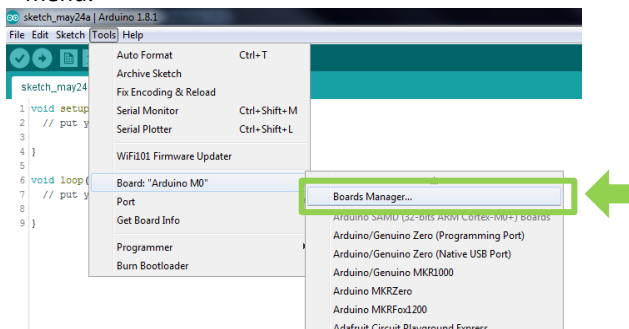 menu.
sketch_may24a | Arduino 1.8.1
File Edit Sketch Tools Help
sketch_may24
1 void setup
2 // put y
3
4 }
5
6 void loop(
7 // put y
8
9 }
Auto Format Ctrl+T
Archive Sketch
Fix Encoding & Reload
Serial Monitor Ctrl+Shift+M
Serial Plotter Ctrl+Shift+L
WiFi101 Firmware Updater
Board: "Arduino M0"
Port
Get Board Info
Programmer
Burn Bootloader
Boards Manager...
Arduino SAMD (32-bits ARM Cortex-M0+) Boards
Arduino/Genuino Zero (Programming Port)
Arduino/Genuino Zero (Native USB Port)
Arduino/Genuino MKR1000
Arduino MKRZero
Arduino MKRFox1200
Adafruit Circuit Playground Express